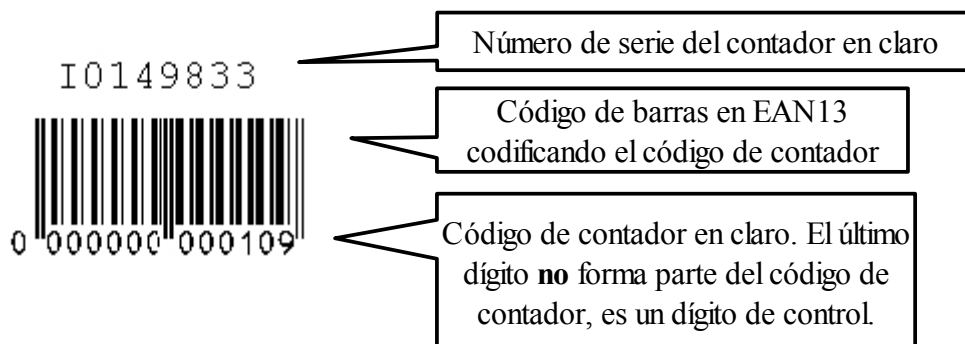 Número de serie del contador en claro
I0149833
Código de barras en EAN13
codificando el código de contador
0 000000 000109
Código de contador en claro. El último
dígito no forma parte del código de
contador, es un dígito de control.